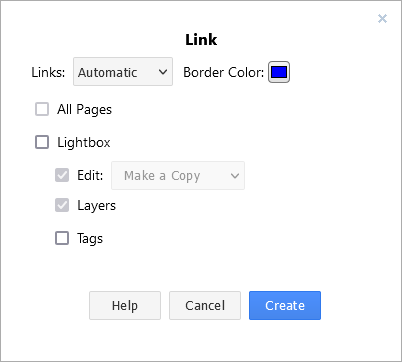 Link
Links: Automatic Border Color:
All Pages
Lightbox
Edit: Make a Copy
Layers
Tags
Help Cancel Create